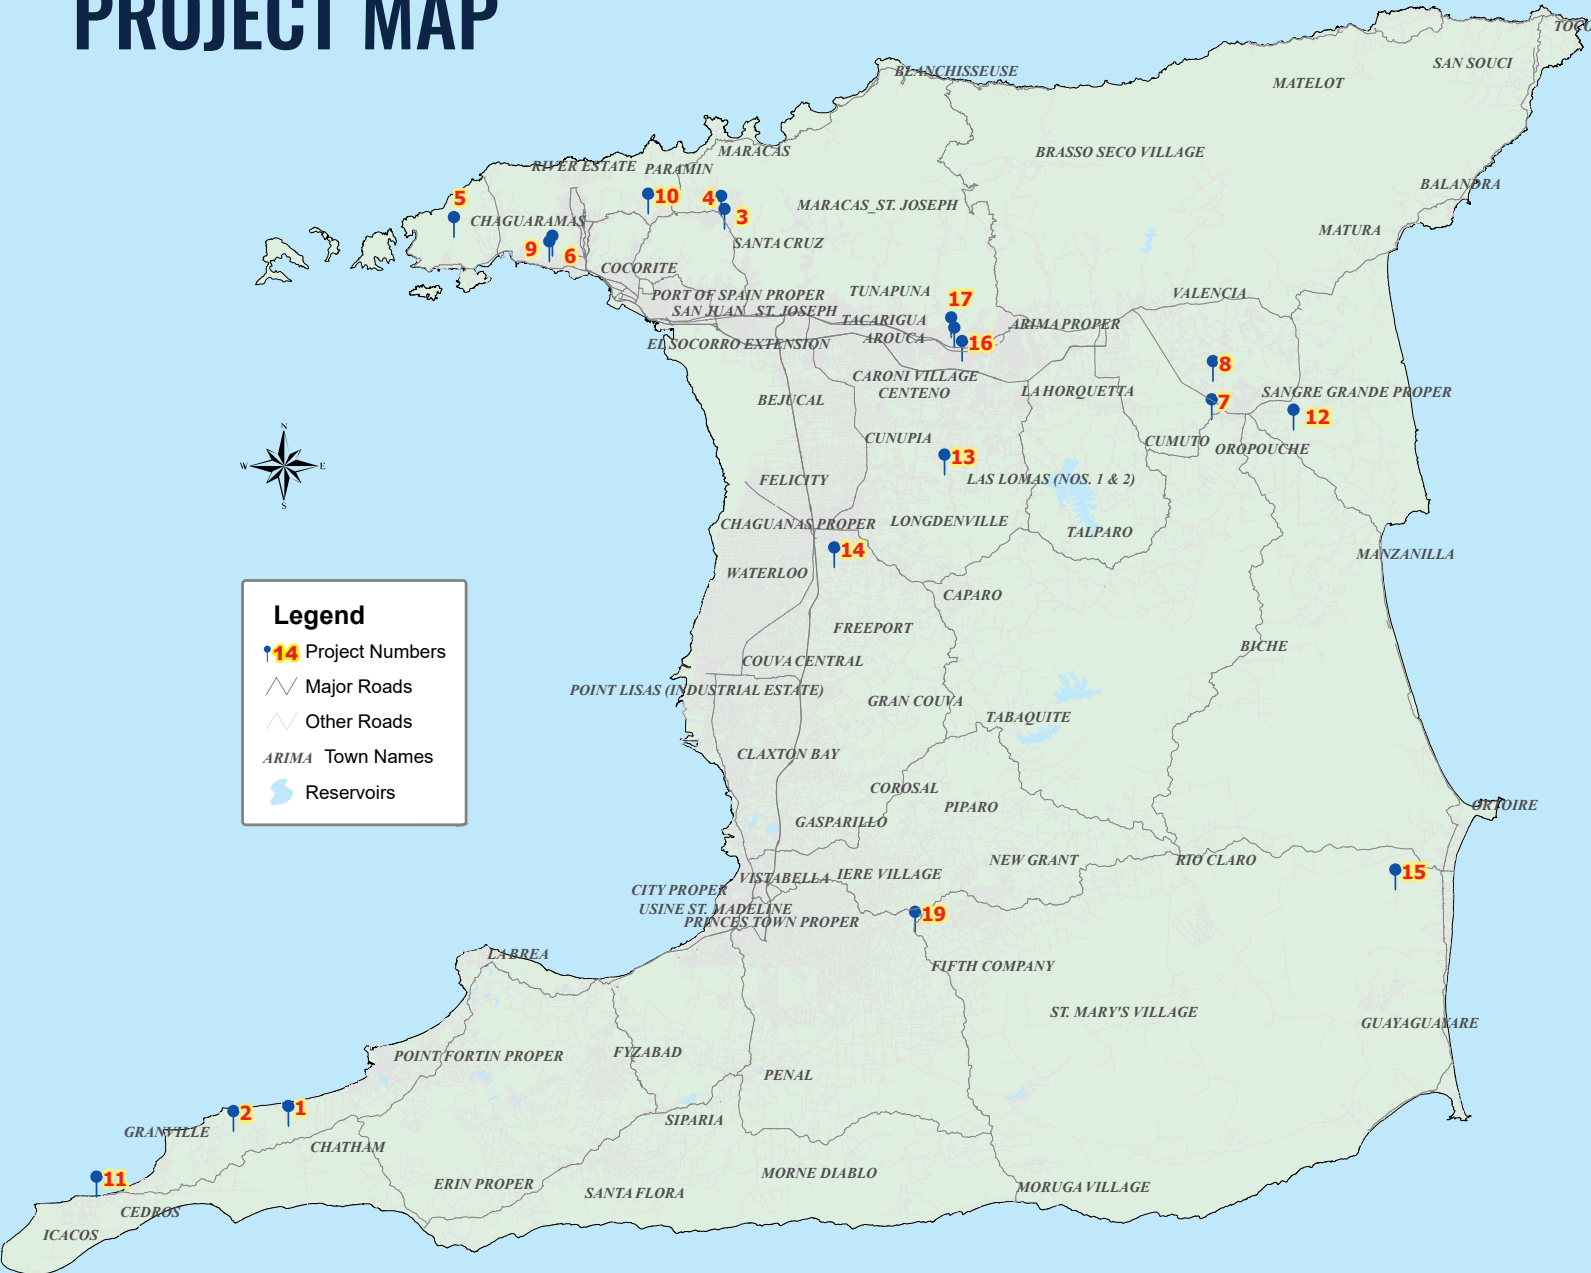 PROJECT MAP
TOCO
SAN SOUCI
BLANCHISSEUSE
MATELOT
MARACAS
BRASSO SECO VILLAGE
RIVER ESTATE
PARAMIN
BALANDRA
5
10
4
3
MARACAS_ST. JOSEPH
CHAGUARAMAS
MATURA
9
6
SANTA CRUZ
COCORITE
PORT OF SPAIN PROPER
TUNAPUNA
17
VALENCIA
SAN JUAN
ST. JOSEPH
TACARIGUA
ARIMA PROPER
EL SOCORRO EXTENSION
AROUCA
16
8
CARONI VILLAGE
CENTENO
LA HORQUETTA
SANGRE GRANDE PROPER
BEJUCAL
7
12
CUNUPIA
CUMUTO
OROPOUCHE
13
N
W
E
S
FELICITY
LAS LOMAS (NOS. 1 & 2)
CHAGUANAS PROPER
LONGDENVILLE
TALPARO
14
MANZANILLA
WATERLOO
CAPARO
FREEPORT
BICHE
COUVA CENTRAL
POINT LISAS (INDUSTRIAL ESTATE)
GRAN COUVA
TABAQUITE
CLAXTON BAY
COROSAL
PIPARO
ORTOIRE
GASPARILLO
NEW GRANT
RIO CLARO
VISTABELLA
IERE VILLAGE
15
CITY PROPER
USINE ST. MADELINE
PRINCES TOWN PROPER
19
LA BREA
FIFTH COMPANY
ST. MARY'S VILLAGE
GUAYAGUAYARE
POINT FORTIN PROPER
FYZABAD
PENAL
2
1
SIPARIA
GRANVILLE
CHATHAM
11
ERIN PROPER
SANTA FLORA
MORNE DIABLO
MORUGA VILLAGE
CEDROS
ICACOS
Legend
14 Project Numbers
Major Roads
Other Roads
ARIMA Town Names
Reservoirs